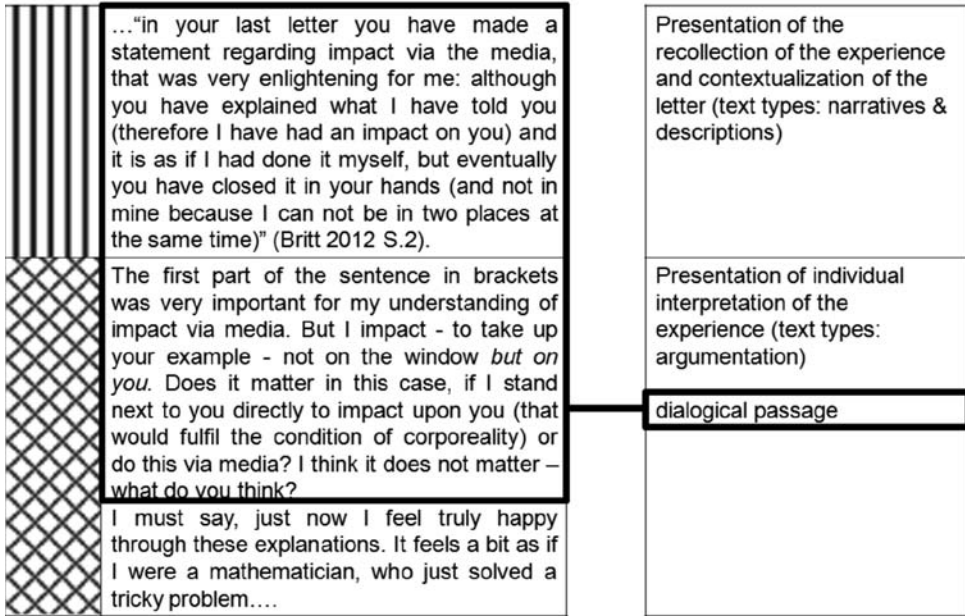 …“in your last letter you have made a
statement regarding impact via the media,
that was very enlightening for me: although
you have explained what I have told you
(therefore I have had an impact on you) and
it is as if I had done it myself, but eventually
you have closed it in your hands (and not in
mine because I can not be in two places at
the same time)” (Britt 2012 S.2).
The first part of the sentence in brackets
was very important for my understanding of
impact via media. But I impact - to take up
your example - not on the window but on
you. Does it matter in this case, if I stand
next to you directly to impact upon you (that
would fulfil the condition of corporeality) or
do this via media? I think it does not matter –
what do you think?
I must say, just now I feel truly happy
through these explanations. It feels a bit as if
I were a mathematician, who just solved a
tricky problem….
Presentation of the
recollection of the experience
and contextualization of the
letter (text types: narratives &
descriptions)
Presentation of individual
interpretation of the
experience (text types:
argumentation)
dialogical passage